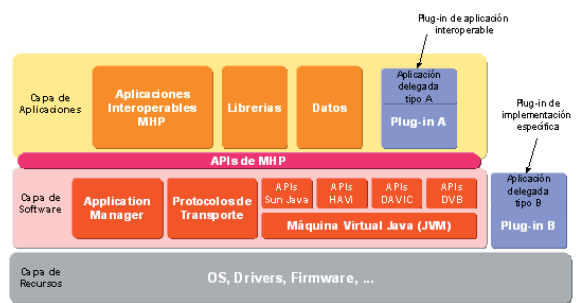 Plug-in de aplicación
interoperable
Capa de
Aplicaciones
Aplicaciones
Interoperables
MHP
Librerias
Datos
Aplicación
delegada
tipo A
Plug-in A
Plug-in de
implementación
específica
APIs de MHP
Capa de
Software
Application
Manager
Protocolos de
Transporte
APIs
Sun Java
APIs
HAVI
APIs
DAVIC
APIs
DVB
Máquina Virtual Java (JVM)
Aplicación
delegada
tipo B
Plug-in B
Capa de
Recursos
OS, Drivers, Firmware, ...